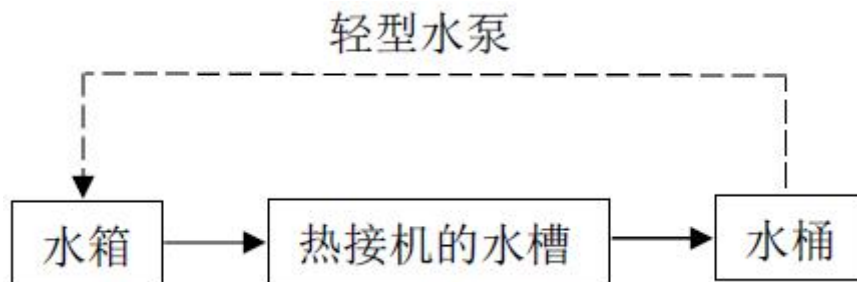 轻型水泵
水箱
热接机的水槽
水桶